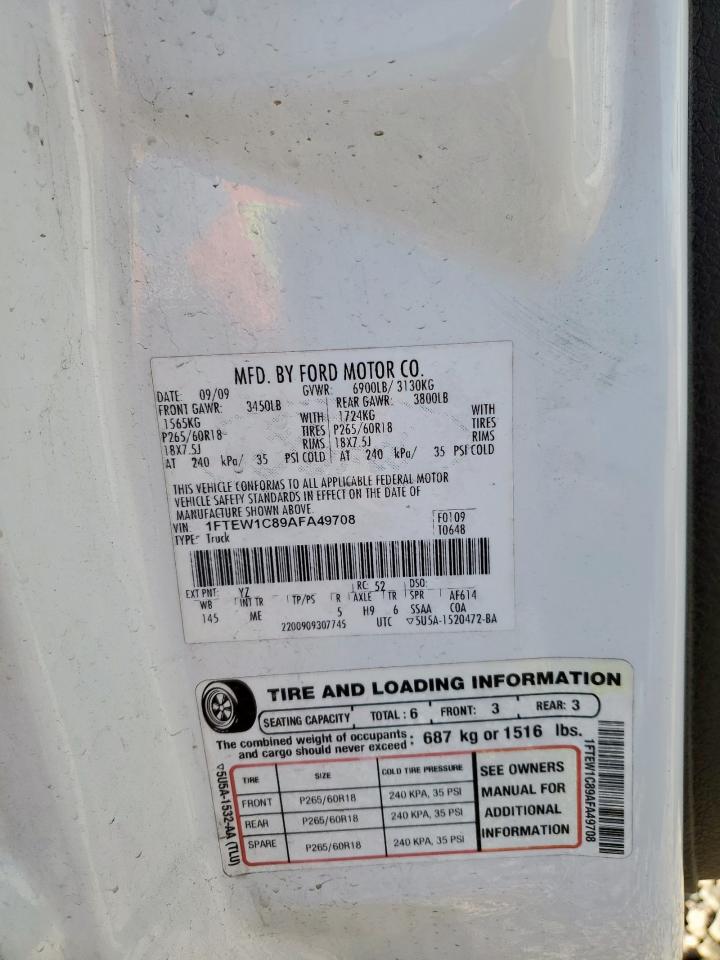 MFD. BY FORD MOTOR CO.
DATE: 09/09 GVWR: 6900LB/ 3130KG
FRONT GAWR: 3450LB REAR GAWR: 3800LB
1565KG WITH 1724KG WITH
P265/60R18 TIRES P265/60R18 TIRES
18X7.5J RIMS 18X7.5J RIMS
AT 240 kPa/ 35 PSI COLD AT 240 kPa/ 35 PSI COLD
THIS VEHICLE CONFORMS TO ALL APPLICABLE FEDERAL MOTOR
VEHICLE SAFETY STANDARDS IN EFFECT ON THE DATE OF
MANUFACTURE SHOWN ABOVE.
VIN: 1FTEW1C89AFA49708 F0109
TYPE: Truck T0648
EXT PNT: YZ RC: 52 DSO:
WB INT TR TP/PS R AXLE TR SPR AF614
145 ME 5 H9 6 SSAA COA
2200909307745 UTC ▽5U5A-1520472-BA
TIRE AND LOADING INFORMATION
SEATING CAPACITY TOTAL: 6 FRONT: 3 REAR: 3
The combined weight of occupants
and cargo should never exceed: 687 kg or 1516 lbs.
TIRE SIZE COLD TIRE PRESSURE
FRONT P265/60R18 240 KPA, 35 PSI
REAR P265/60R18 240 KPA, 35 PSI
SPARE P265/60R18 240 KPA, 35 PSI
SEE OWNERS
MANUAL FOR
ADDITIONAL
INFORMATION
▽5U5A-1532-AA (TLU)
1FTEW1C89AFA49708